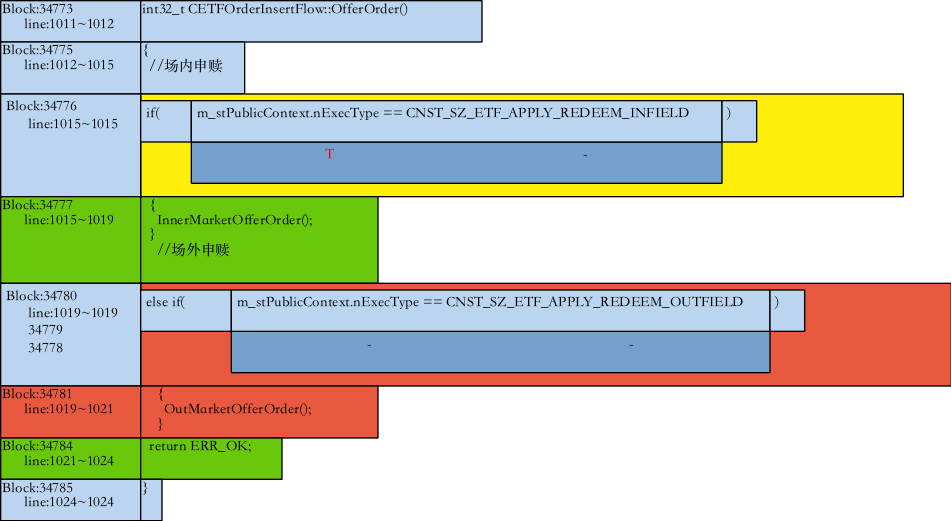 Block:34773 int32_t CETFOrderInsertFlow::OfferOrder()
line:1011~1012
Block:34775 {
line:1012~1015 //场内申赎
Block:34776
if( m_stPublicContext.nExecType == CNST_SZ_ETF_APPLY_REDEEM_INFIELD )
line:1015~1015
T -
Block:34777 {
line:1015~1019 InnerMarketOfferOrder();
}
//场外申赎
Block:34780
else if( m_stPublicContext.nExecType == CNST_SZ_ETF_APPLY_REDEEM_OUTFIELD )
line:1019~1019
34779
34778
- -
Block:34781 {
line:1019~1021 OutMarketOfferOrder();
}
Block:34784 return ERR_OK;
line:1021~1024
Block:34785 }
line:1024~1024